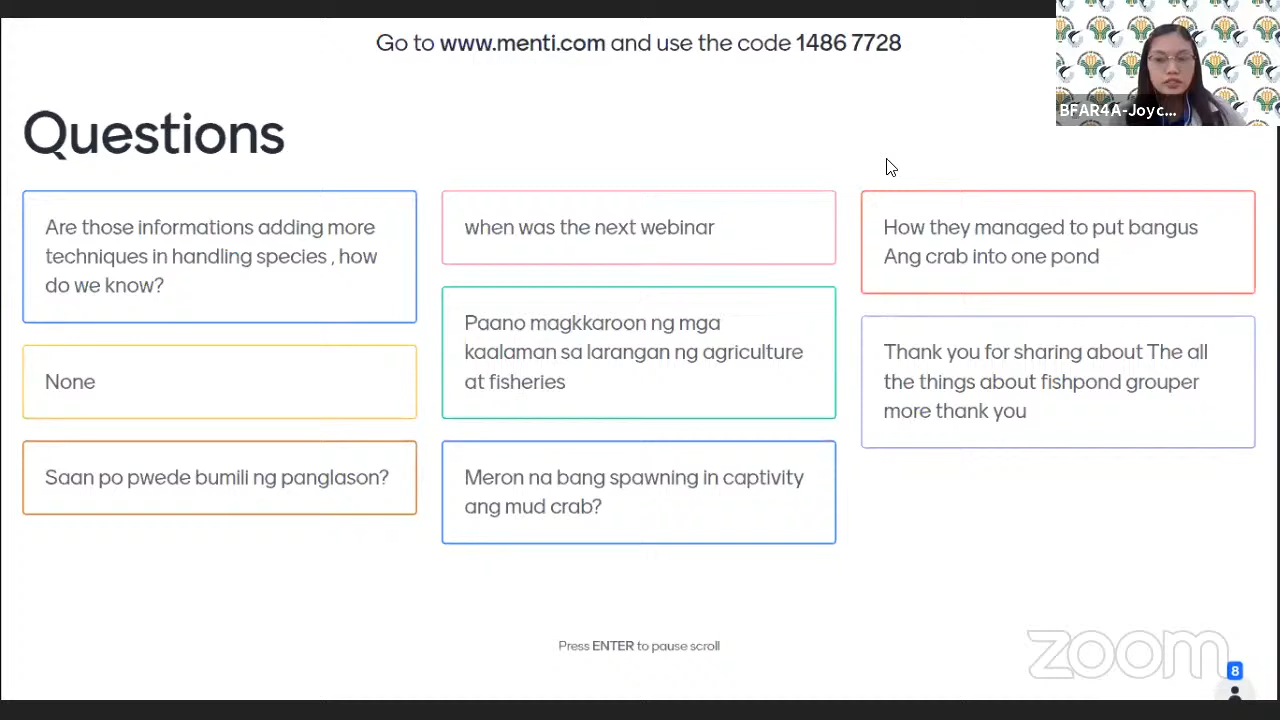 Go to www.menti.com and use the code 1486 7728
BFAR4A-Joyc...
Questions
Are those informations adding more
techniques in handling species , how
do we know?
None
Saan po pwede bumili ng panglason?
when was the next webinar
Paano magkkaroon ng mga
kaalaman sa larangan ng agriculture
at fisheries
Meron na bang spawning in captivity
ang mud crab?
How they managed to put bangus
Ang crab into one pond
Thank you for sharing about The all
the things about fishpond grouper
more thank you
Press ENTER to pause scroll
zoom
8